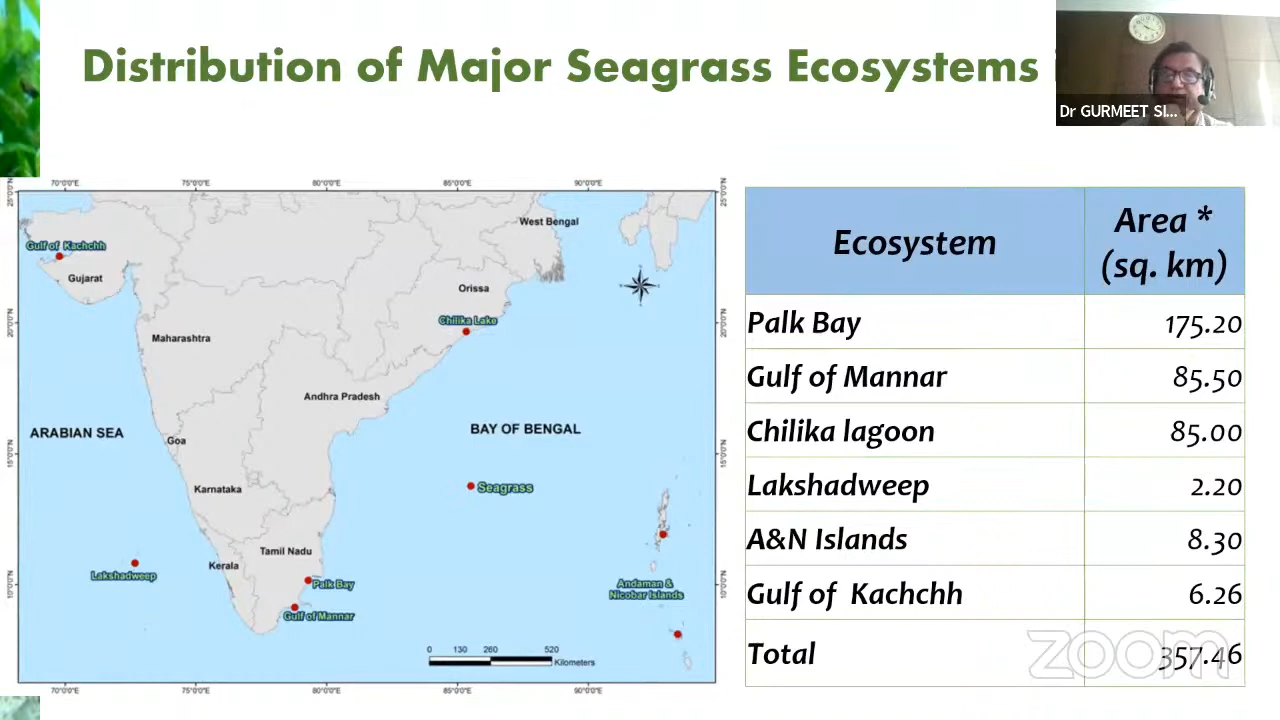 Distribution of Major Seagrass Ecosystems
Dr GURMEET SI...
70°0'0"E 75°0'0"E 80°0'0"E 85°0'0"E 90°0'0"E
West Bengal
Gulf of Kachchh
Gujarat
Orissa
Chilika Lake
Maharashtra
Andhra Pradesh
ARABIAN SEA
BAY OF BENGAL
Goa
Karnataka
Seagrass
Tamil Nadu
Kerala
Lakshadweep
Palk Bay
Andaman &
Nicobar Islands
Gulf of Mannar
0 130 260 520
Kilometers
70°0'0"E 75°0'0"E 80°0'0"E 85°0'0"E 90°0'0"E
Ecosystem Area *
(sq. km)
Palk Bay 175.20
Gulf of Mannar 85.50
Chilika lagoon 85.00
Lakshadweep 2.20
A&N Islands 8.30
Gulf of Kachchh 6.26
Total 357.46
zoom